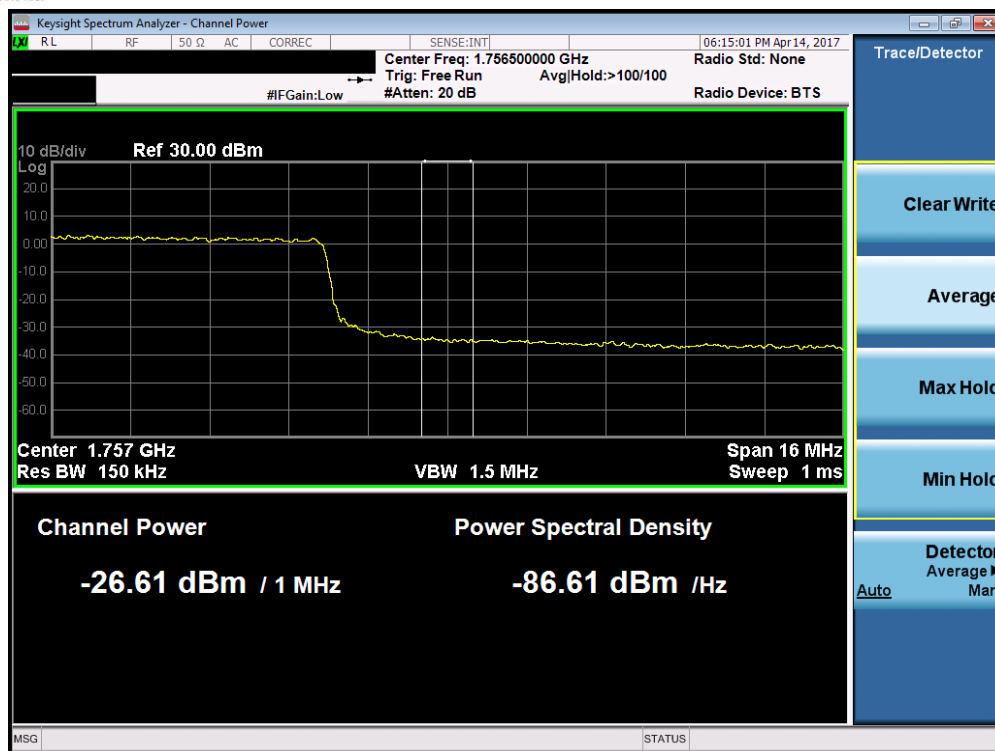 Keysight Spectrum Analyzer - Channel Power
LXI RL RF 50 Ω AC CORREC SENSE:INT 06:15:01 PM Apr 14, 2017
Center Freq: 1.756500000 GHz Radio Std: None
Trig: Free Run Avg|Hold:>100/100
#IFGain:Low #Atten: 20 dB Radio Device: BTS
10 dB/div Ref 30.00 dBm
Log
20.0
10.0
0.00
-10.0
-20.0
-30.0
-40.0
-50.0
-60.0
Center 1.757 GHz Span 16 MHz
Res BW 150 kHz VBW 1.5 MHz Sweep 1 ms
Channel Power Power Spectral Density
-26.61 dBm / 1 MHz -86.61 dBm /Hz
MSG STATUS
Trace/Detector
Clear Write
Average
Max Hold
Min Hold
Detector
Average
Auto Man